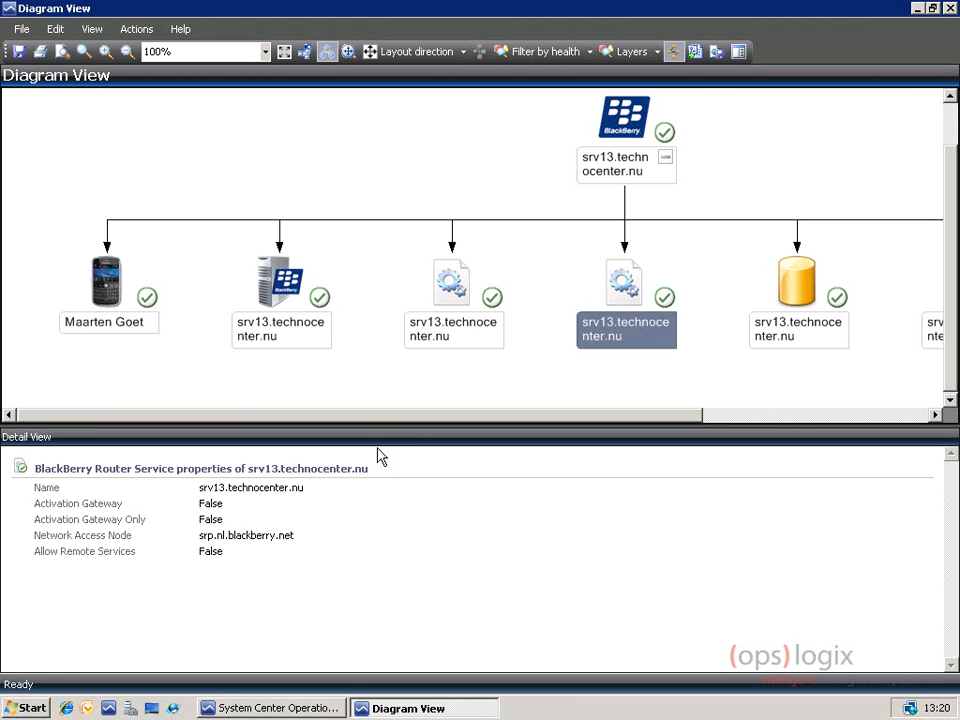 Diagram View
File Edit View Actions Help
100% Layout direction Filter by health Layers
Diagram View
BlackBerry.
srv13.techn
ocenter.nu
Maarten Goet
srv13.technoce
nter.nu
srv13.technoce
nter.nu
srv13.technoce
nter.nu
srv13.technoce
nter.nu
Detail View
BlackBerry Router Service properties of srv13.technocenter.nu
Name srv13.technocenter.nu
Activation Gateway False
Activation Gateway Only False
Network Access Node srp.nl.blackberry.net
Allow Remote Services False
(ops)logix
Ready
Start System Center Operatio... Diagram View 13:20